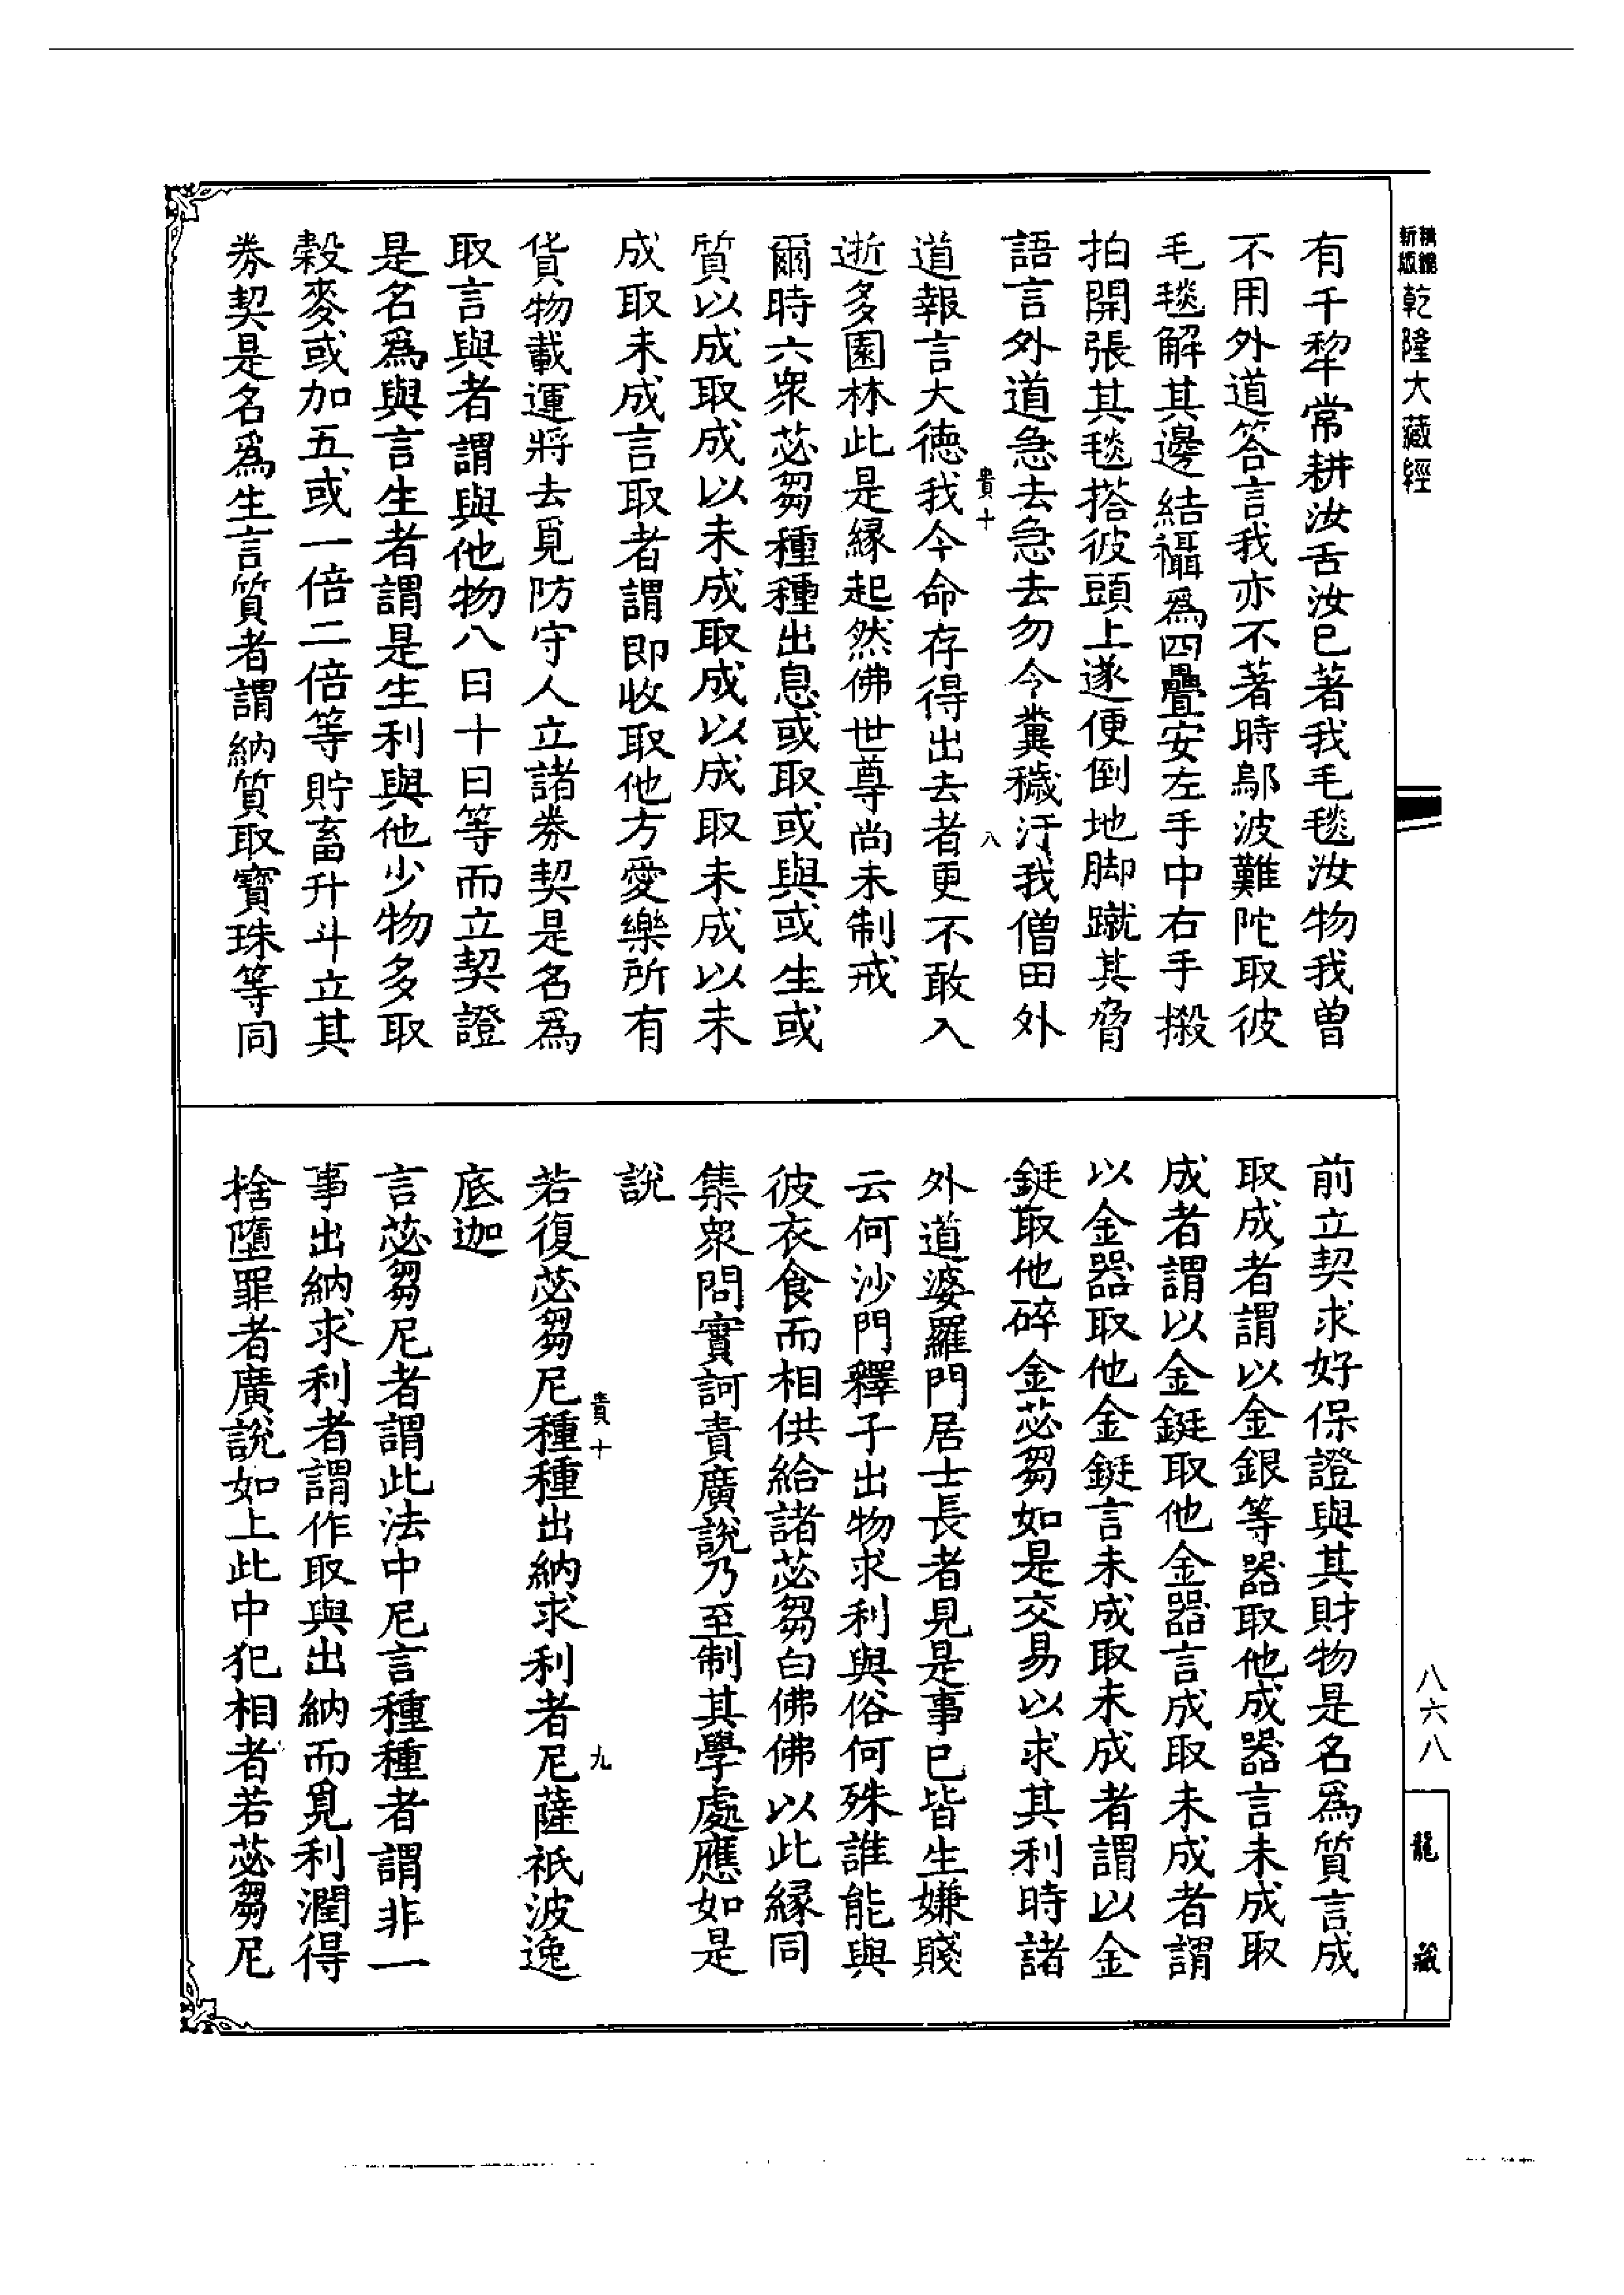 新編縮版乾隆大藏經
有千犂常耕汝舌汝已著我毛毯汝物我曾
不用外道答言我亦不著時鄔波難陀取彼
毛毯解其邊結襵爲四疊安左手中右手搬
拍開張其毯搭彼頭上遂便倒地脚蹴其脅
語言外道急去急去勿令糞穢汙我僧田外
貴十 八
道報言大德我今命存得出去者更不敢入
逝多園林此是緣起然佛世尊尚未制戒
爾時六衆苾芻種種出息或取或與或生或
質以成取成以未成取成以成取未成以未
成取未成言取者謂即收取他方愛樂所有
貨物載運將去覓防守人立諸券契是名爲
取言與者謂與他物八日十日等而立契證
是名爲與言生者謂是生利與他少物多取
穀麥或加五或一倍二倍等貯畜升斗立其
券契是名爲生言質者謂納質取寶珠等同
前立契求好保證與其財物是名爲質言成
取成者謂以金銀等器取他成器言未成取
成者謂以金鋌取他金器言成取未成者謂
以金器取他金鋌言未成取未成者謂以金
鋌取他碎金苾芻如是交易以求其利時諸
外道婆羅門居士長者見是事已皆生嫌賤
云何沙門釋子出物求利與俗何殊誰能與
彼衣食而相供給諸苾芻白佛佛以此緣同
集衆問實訶責廣說乃至制其學處應如是
說
貴十 九
若復苾芻尼種種出納求利者尼薩祇波逸
底迦
言苾芻尼者謂此法中尼言種種者謂非一
事出納求利者謂作取與出納而覓利潤得
捨墮罪者廣說如上此中犯相者若苾芻尼
八六八
龍藏